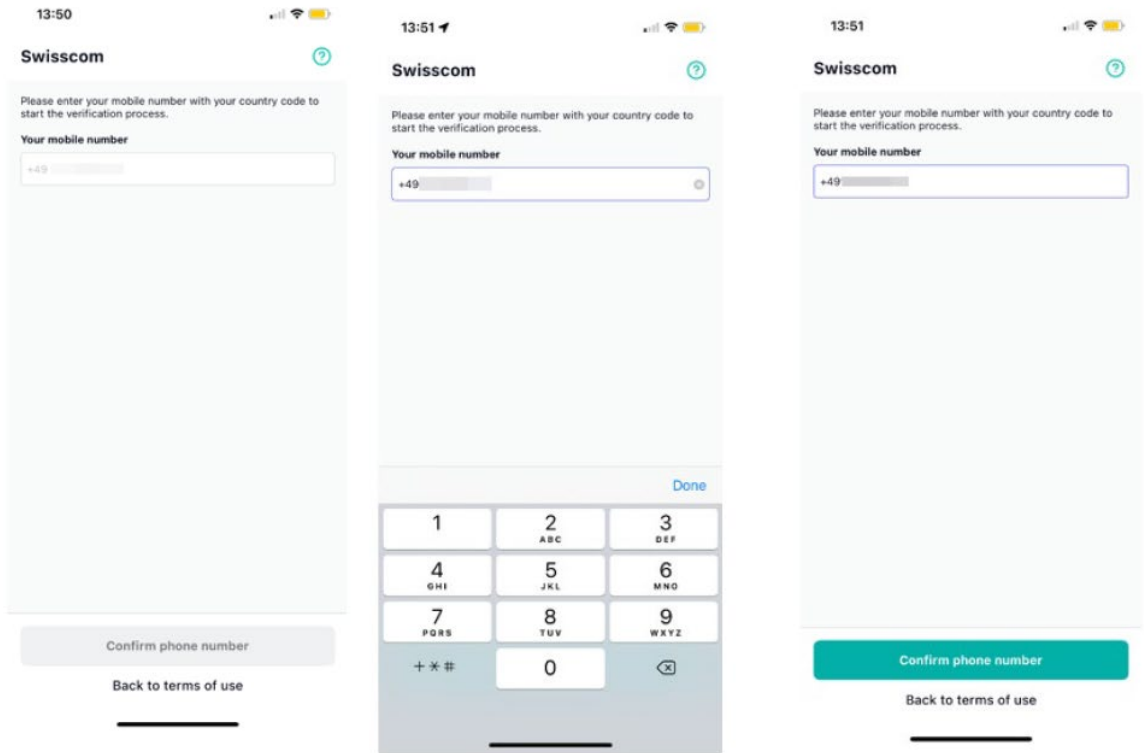 13:50
Swisscom
?
Please enter your mobile number with your country code to
start the verification process.
Your mobile number
+49
Confirm phone number
Back to terms of use
13:51
Swisscom
?
Please enter your mobile number with your country code to
start the verification process.
Your mobile number
+49
Done
1
2
ABC
3
DEF
4
GHI
5
JKL
6
MNO
7
PQRS
8
TUV
9
WXYZ
+*#
0
13:51
Swisscom
?
Please enter your mobile number with your country code to
start the verification process.
Your mobile number
+49
Confirm phone number
Back to terms of use